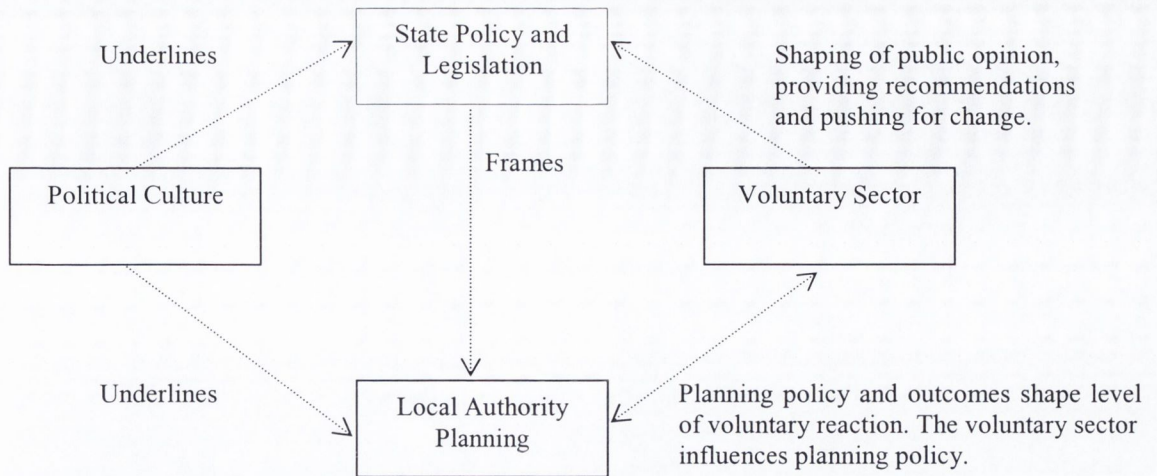 Underlines
State Policy and
Legislation
Shaping of public opinion,
providing recommendations
and pushing for change.
Frames
Political Culture
Voluntary Sector
Underlines
Local Authority
Planning
Planning policy and outcomes shape level
of voluntary reaction. The voluntary sector
influences planning policy.